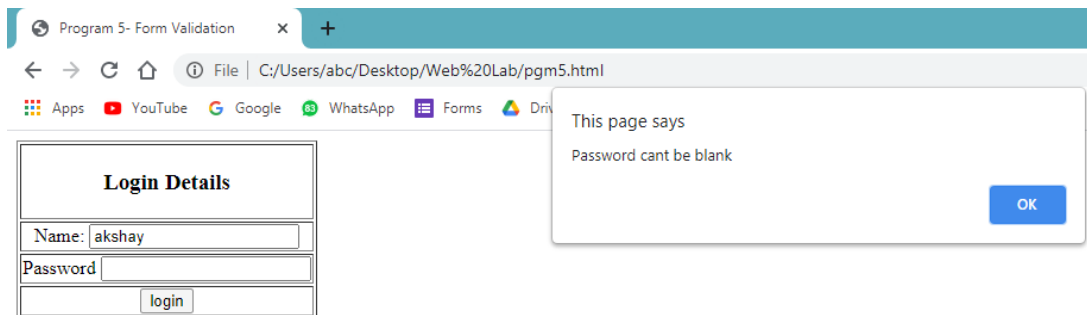 Program 5- Form Validation
File | C:/Users/abc/Desktop/Web%20Lab/pgm5.html
Apps YouTube Google 83 WhatsApp Forms
This page says
Password cant be blank
OK
Login Details
Name: akshay
Password
login